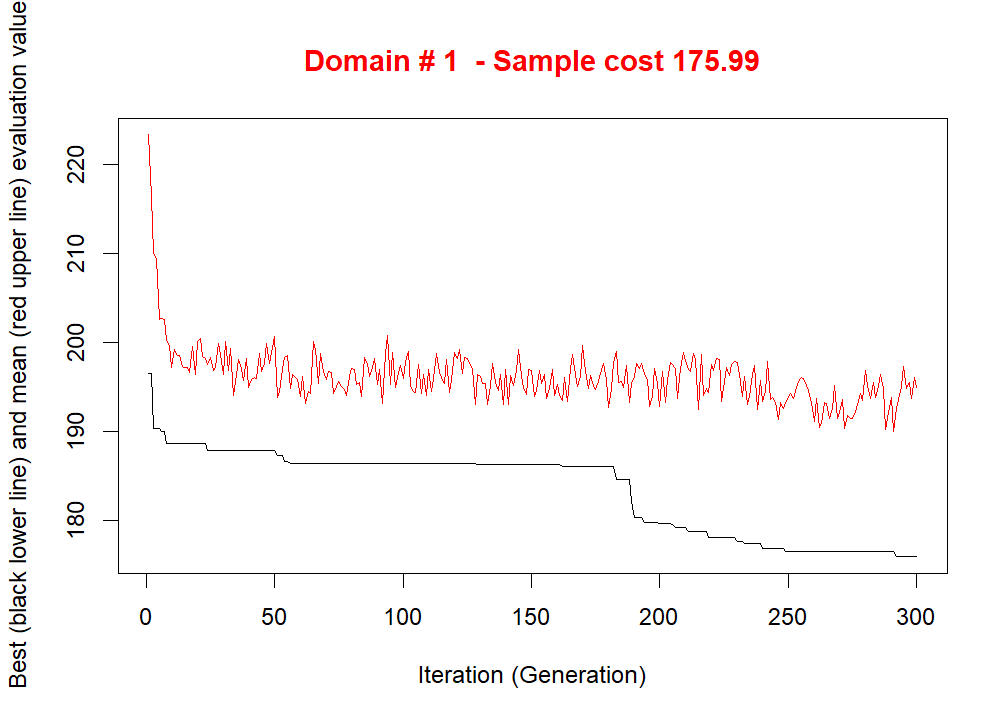 Domain # 1  - Sample cost 175.99
Best (black lower line) and mean (red upper line) evaluation value
220
210
200
190
180
0 50 100 150 200 250 300
Iteration (Generation)